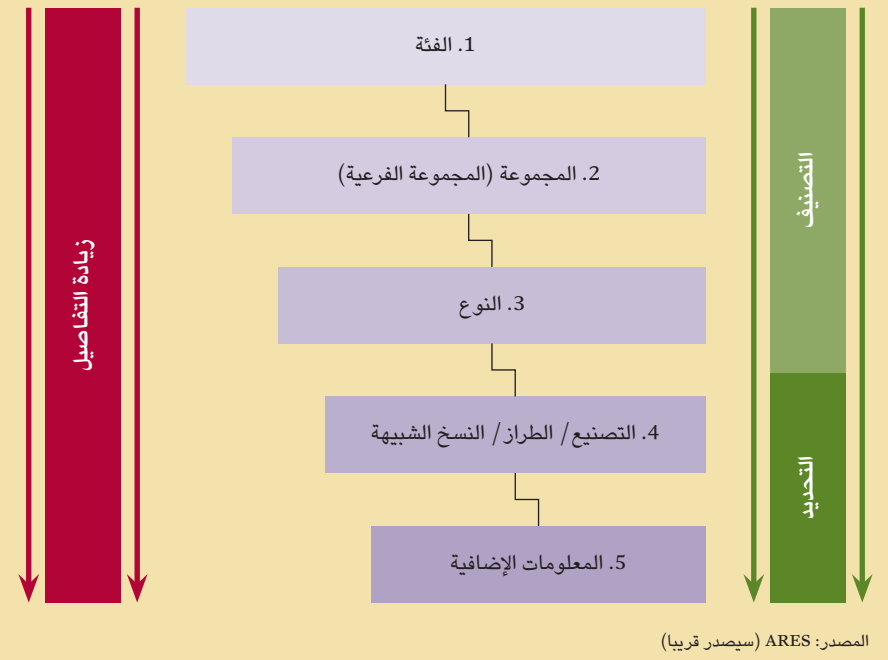 1. الفئة
2. المجموعة (المجموعة الفرعية)
3. النوع
4. التصنيع/ الطراز/ النسخ الشبيهة
5. المعلومات الإضافية
التصنيف
التحديد
زيادة التفاصيل
المصدر: ARES (سيصدر قريبا)